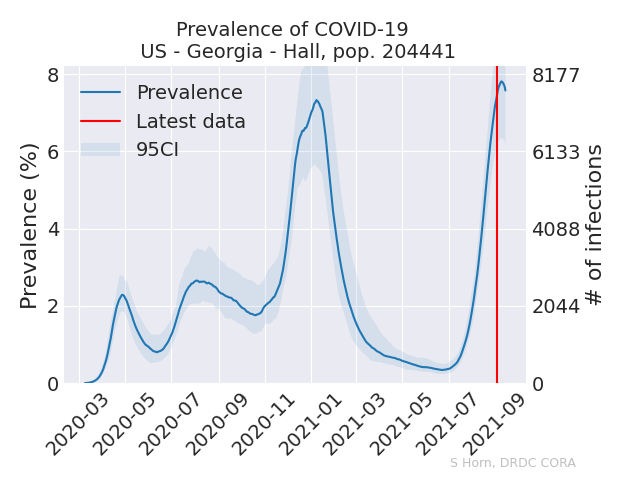 Prevalence of COVID-19
US - Georgia - Hall, pop. 204441
Prevalence
Latest data
95CI
Prevalence (%)
8
6
4
2
0
8177
6133
4088
2044
0
# of infections
2020-03
2020-05
2020-07
2020-09
2020-11
2021-01
2021-03
2021-05
2021-07
2021-09
S Horn, DRDC CORA